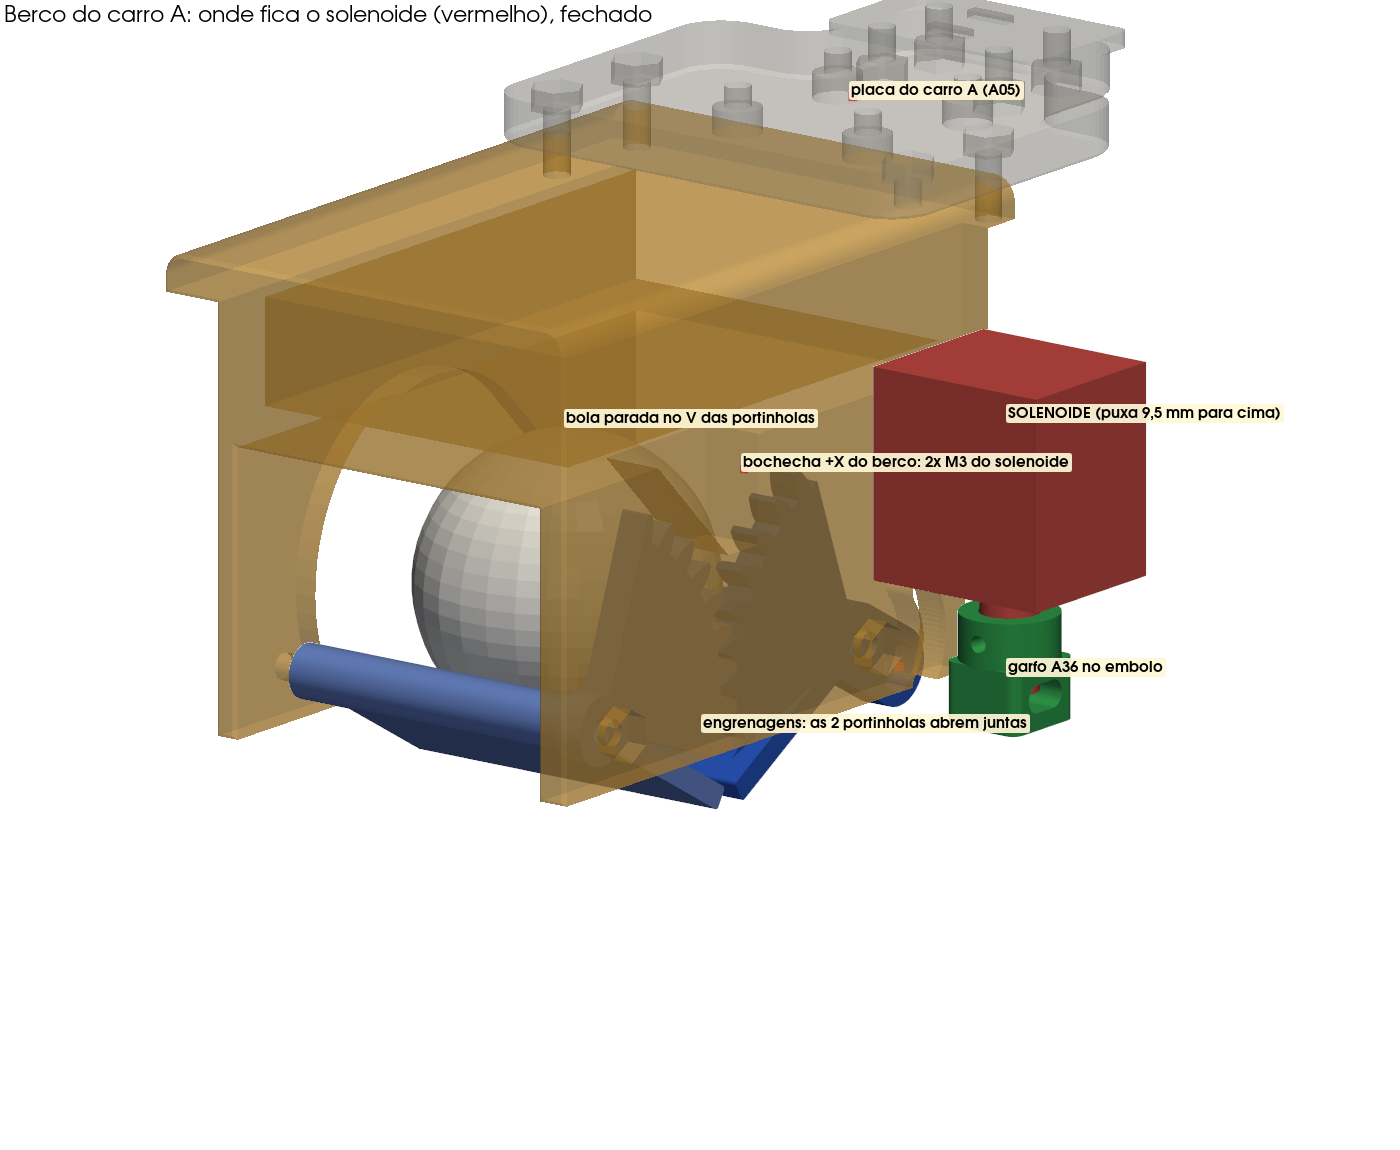 Berco do carro A: onde fica o solenoide (vermelho), fechado
placa do carro A (A05)
SOLENOIDE (puxa 9,5 mm para cima)
bola parada no V das portinholas
bochecha +X do berco: 2x M3 do solenoide
garfo A36 no embolo
engrenagens: as 2 portinholas abrem juntas